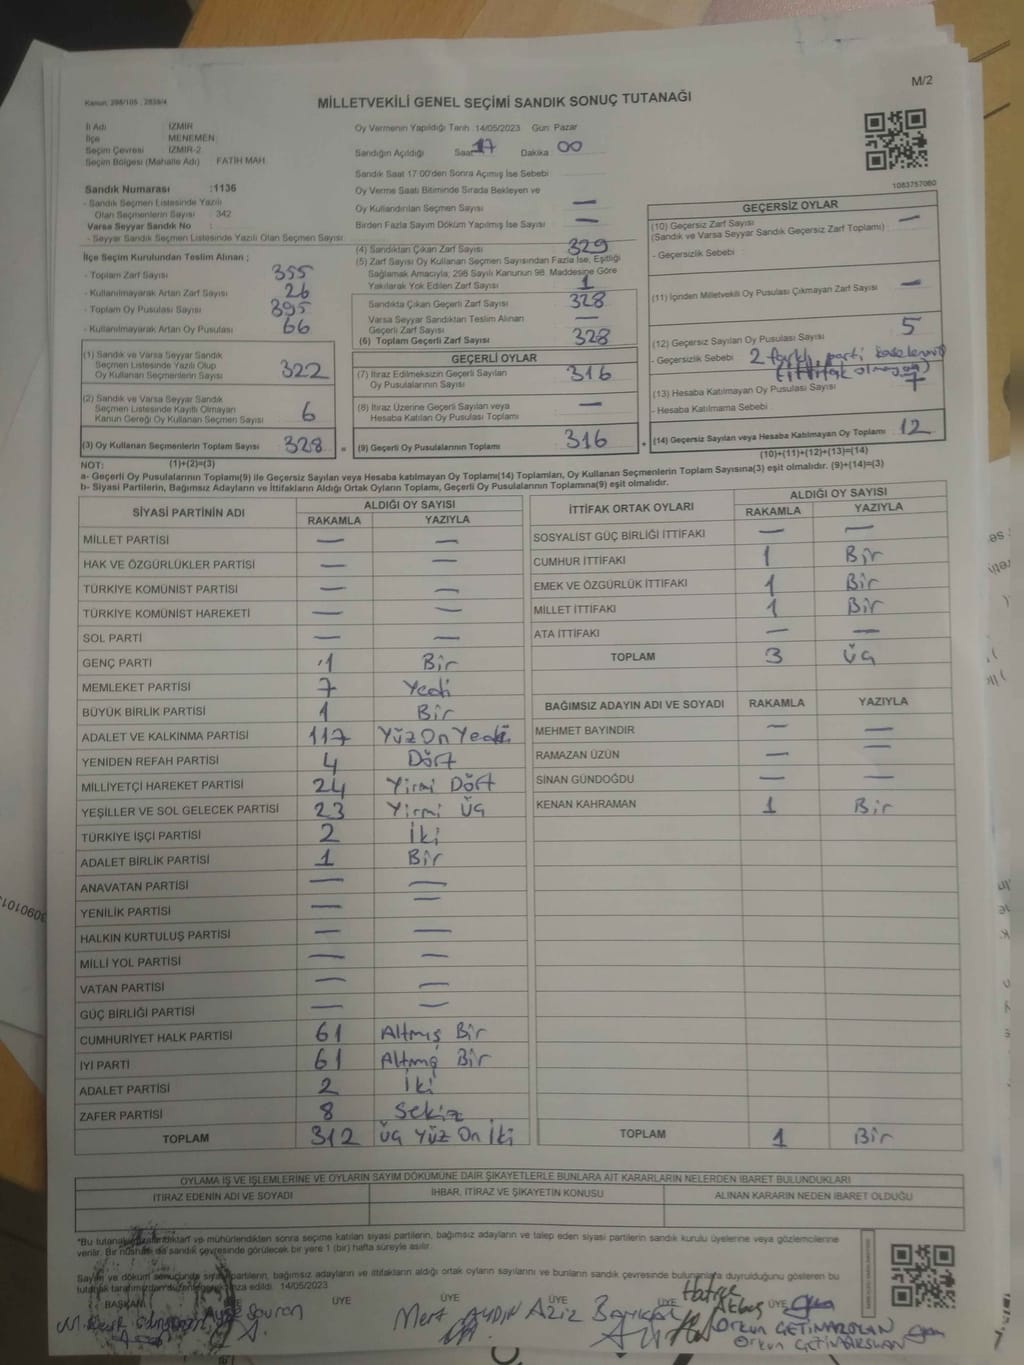 M/2
Kanun: 298/105 , 2839/4
MİLLETVEKİLİ GENEL SEÇİMİ SANDIK SONUÇ TUTANAĞI
İl Adı İZMİR
İlçe MENEMEN
Seçim Çevresi İZMİR-2
Seçim Bölgesi (Mahalle Adı) FATİH MAH.
Sandık Numarası :1136
- Sandık Seçmen Listesinde Yazılı
Olan Seçmenlerin Sayısı : 342
Varsa Seyyar Sandık No :
- Seyyar Sandık Seçmen Listesinde Yazılı Olan Seçmen Sayısı:
İlçe Seçim Kurulundan Teslim Alınan ;
- Toplam Zarf Sayısı 355
- Kullanılmayarak Artan Zarf Sayısı 26
- Toplam Oy Pusulası Sayısı 395
- Kullanılmayarak Artan Oy Pusulası 66
(1) Sandık ve Varsa Seyyar Sandık
Seçmen Listesinde Yazılı Olup
Oy Kullanan Seçmenlerin Sayısı 322
(2) Sandık ve Varsa Seyyar Sandık
Seçmen Listesinde Kayıtlı Olmayan
Kanun Gereği Oy Kullanan Seçmen Sayısı 6
(3) Oy Kullanan Seçmenlerin Toplam Sayısı 328 =
Oy Vermenin Yapıldığı Tarih :14/05/2023 Gün: Pazar
Sandığın Açıldığı Saat 17 Dakika 00
Sandık Saat 17:00'den Sonra Açılmış İse Sebebi
Oy Verme Saati Bitiminde Sırada Bekleyen ve
Oy Kullandırılan Seçmen Sayısı —
Birden Fazla Sayım Döküm Yapılmış İse Sayısı —
(4) Sandıktan Çıkan Zarf Sayısı 329
(5) Zarf Sayısı Oy Kullanan Seçmen Sayısından Fazla İse, Eşitliği
Sağlamak Amacıyla; 298 Sayılı Kanunun 98. Maddesine Göre
Yakılarak Yok Edilen Zarf Sayısı 1
Sandıkta Çıkan Geçerli Zarf Sayısı 328
Varsa Seyyar Sandıktan Teslim Alınan
Geçerli Zarf Sayısı —
(6) Toplam Geçerli Zarf Sayısı 328
GEÇERLİ OYLAR
(7) İtiraz Edilmeksizin Geçerli Sayılan
Oy Pusulalarının Sayısı 316
(8) İtiraz Üzerine Geçerli Sayılan veya
Hesaba Katılan Oy Pusulası Toplamı —
(9) Geçerli Oy Pusulalarının Toplamı 316 +
1083757060
GEÇERSİZ OYLAR
(10) Geçersiz Zarf Sayısı —
(Sandık ve Varsa Seyyar Sandık Geçersiz Zarf Toplamı)
- Geçersizlik Sebebi :
(11) İçinden Milletvekili Oy Pusulası Çıkmayan Zarf Sayısı —
(12) Geçersiz Sayılan Oy Pusulası Sayısı 5
- Geçersizlik Sebebi 2 farklı parti
(13) Hesaba Katılmayan Oy Pusulası Sayısı 7
- Hesaba Katılmama Sebebi
(14) Geçersiz Sayılan veya Hesaba Katılmayan Oy Toplamı 12
NOT: (1)+(2)=(3) (10)+(11)+(12)+(13)=(14)
a- Geçerli Oy Pusulalarının Toplamı(9) ile Geçersiz Sayılan veya Hesaba katılmayan Oy Toplamı(14) Toplamları, Oy Kullanan Seçmenlerin Toplam Sayısına(3) eşit olmalıdır. (9)+(14)=(3)
b- Siyasi Partilerin, Bağımsız Adayların ve İttifakların Aldığı Ortak Oyların Toplamı, Geçerli Oy Pusulalarının Toplamına(9) eşit olmalıdır.
SİYASİ PARTİNİN ADI ALDIĞI OY SAYISI
RAKAMLA YAZIYLA
MİLLET PARTİSİ — —
HAK VE ÖZGÜRLÜKLER PARTİSİ — —
TÜRKİYE KOMÜNİST PARTİSİ — —
TÜRKİYE KOMÜNİST HAREKETİ — —
SOL PARTİ — —
GENÇ PARTİ 1 Bir
MEMLEKET PARTİSİ 7 Yedi
BÜYÜK BİRLİK PARTİSİ 1 Bir
ADALET VE KALKINMA PARTİSİ 117 Yüz On Yedi
YENİDEN REFAH PARTİSİ 4 Dört
MİLLİYETÇİ HAREKET PARTİSİ 24 Yirmi Dört
YEŞİLLER VE SOL GELECEK PARTİSİ 23 Yirmi Üç
TÜRKİYE İŞÇİ PARTİSİ 2 İki
ADALET BİRLİK PARTİSİ 1 Bir
ANAVATAN PARTİSİ — —
YENİLİK PARTİSİ — —
HALKIN KURTULUŞ PARTİSİ — —
MİLLİ YOL PARTİSİ — —
VATAN PARTİSİ — —
GÜÇ BİRLİĞİ PARTİSİ — —
CUMHURİYET HALK PARTİSİ 61 Altmış Bir
İYİ PARTİ 61 Altmış Bir
ADALET PARTİSİ 2 İki
ZAFER PARTİSİ 8 Sekiz
TOPLAM 312 Üç Yüz On İki
İTTİFAK ORTAK OYLARI ALDIĞI OY SAYISI
RAKAMLA YAZIYLA
SOSYALİST GÜÇ BİRLİĞİ İTTİFAKI — —
CUMHUR İTTİFAKI 1 Bir
EMEK VE ÖZGÜRLÜK İTTİFAKI 1 Bir
MİLLET İTTİFAKI 1 Bir
ATA İTTİFAKI — —
TOPLAM 3 Üç
BAĞIMSIZ ADAYIN ADI VE SOYADI RAKAMLA YAZIYLA
MEHMET BAYINDIR — —
RAMAZAN ÜZÜN — —
SİNAN GÜNDOĞDU — —
KENAN KAHRAMAN 1 Bir
TOPLAM 1 Bir
OYLAMA İŞ VE İŞLEMLERİNE VE OYLARIN SAYIM DÖKÜMÜNE DAİR ŞİKAYETLERLE BUNLARA AİT KARARLARIN NELERDEN İBARET BULUNDUKLARI
İTİRAZ EDENİN ADI VE SOYADI İHBAR, İTİRAZ VE ŞİKAYETİN KONUSU ALINAN KARARIN NEDEN İBARET OLDUĞU
*Bu tutanak ve mühürlendikten sonra seçime katılan siyasi partilerin, bağımsız adayların ve talep eden siyasi partilerin sandık kurulu üyelerine veya gözlemcilerine
verilir. Bir nüshası da sandık çevresinde görülecek bir yere 1 (bir) hafta süreyle asılır.
Sayım ve döküm sonucunda siyasi partilerin, bağımsız adayların ve ittifakların aldığı ortak oyların sayılarını ve bunların sandık çevresinde bulunanlara duyrulduğunu gösteren bu
tutanak tarafımızdan imza edildi. 14/05/2023
BAŞKAN ÜYE ÜYE ÜYE ÜYE
Mert AYDIN Aziz Hatice Akbaş
Orkun GETİNARSLAN
Orkun GETİNARSLAN